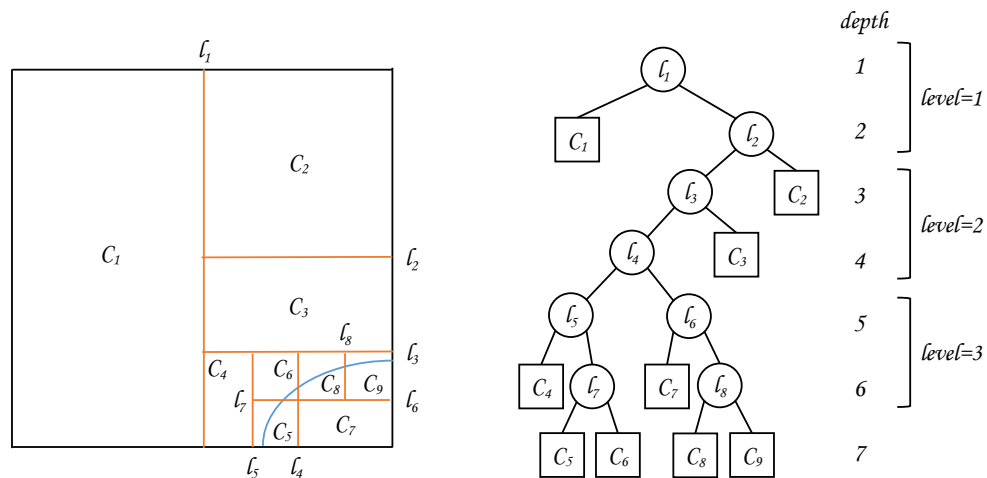 l₁
C₂
C₁
l₂
C₃
l₈
l₃
C₄
C₆
C₈
C₉
l₇
l₆
C₅
C₇
l₅
l₄
depth
l₁
1
level=1
C₁
l₂
2
l₃
C₂
3
level=2
l₄
C₃
4
l₅
l₆
5
level=3
C₄
l₇
C₇
l₈
6
C₅
C₆
C₈
C₉
7